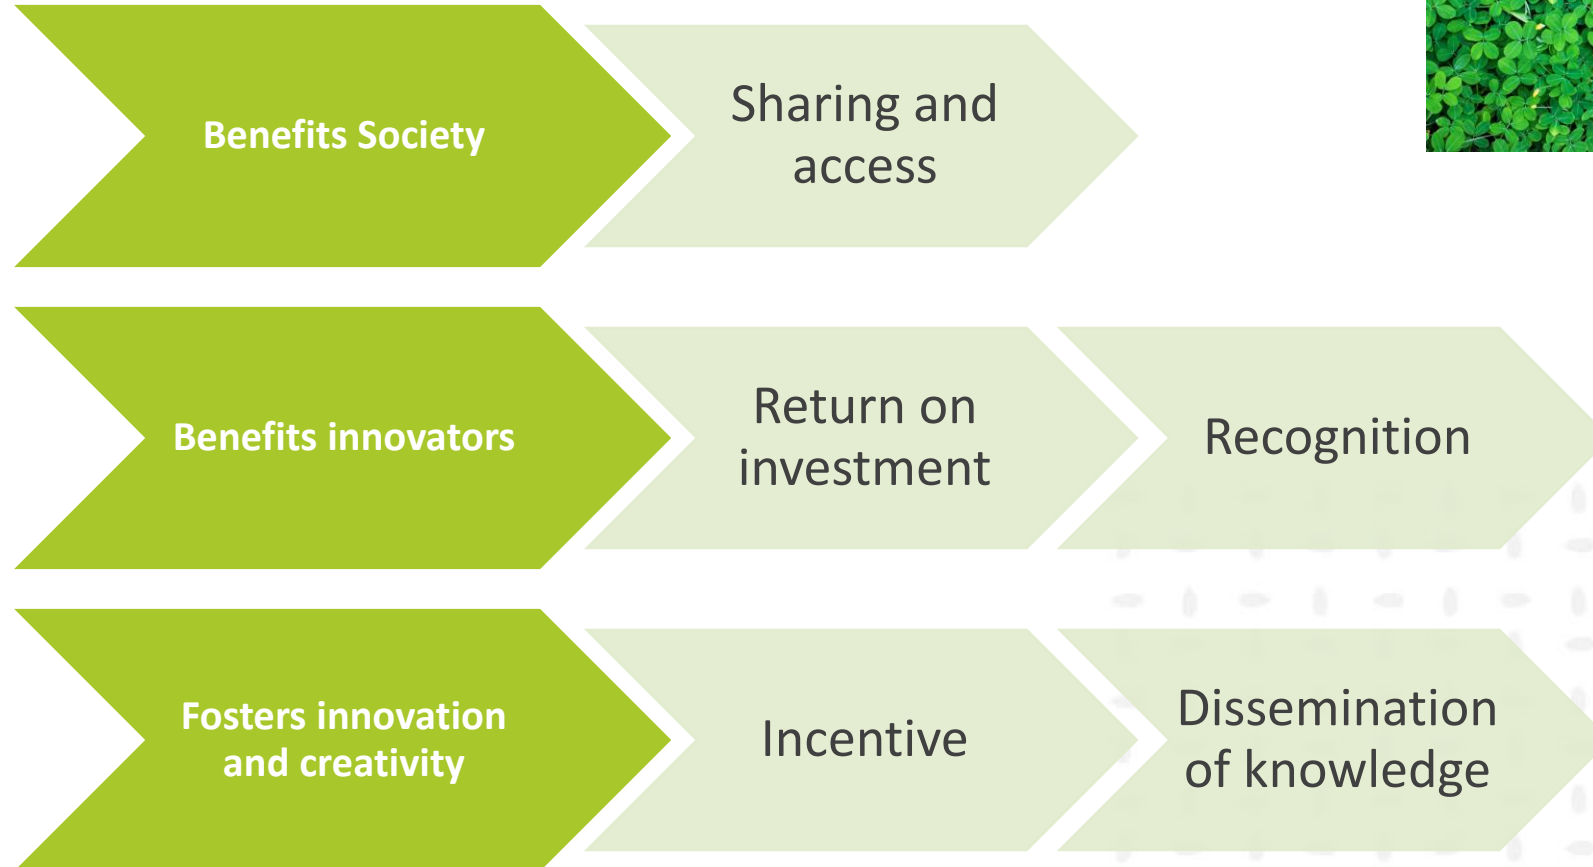 Benefits Society
Sharing and
access
Benefits innovators
Return on
investment
Recognition
Fosters innovation
and creativity
Incentive
Dissemination
of knowledge